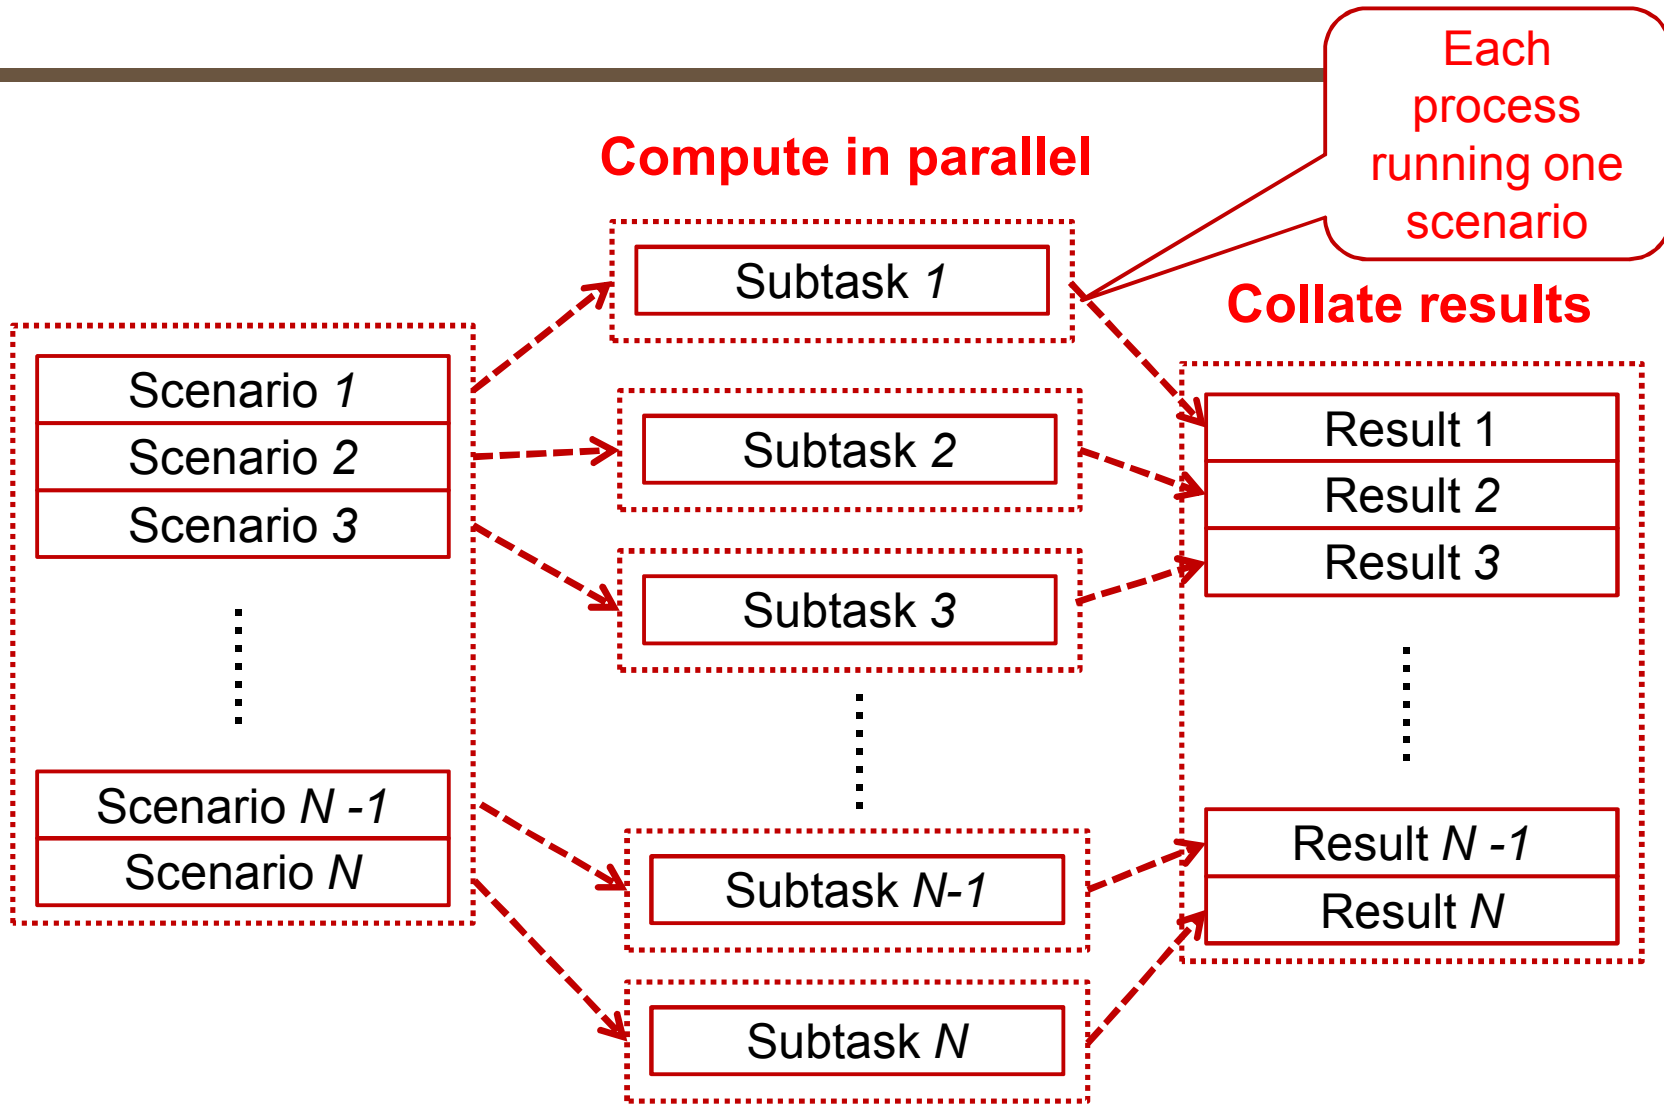 Each
process
running one
scenario
Compute in parallel
Collate results
Scenario 1
Scenario 2
Scenario 3
Scenario N -1
Scenario N
Subtask 1
Subtask 2
Subtask 3
Subtask N-1
Subtask N
Result 1
Result 2
Result 3
Result N -1
Result N